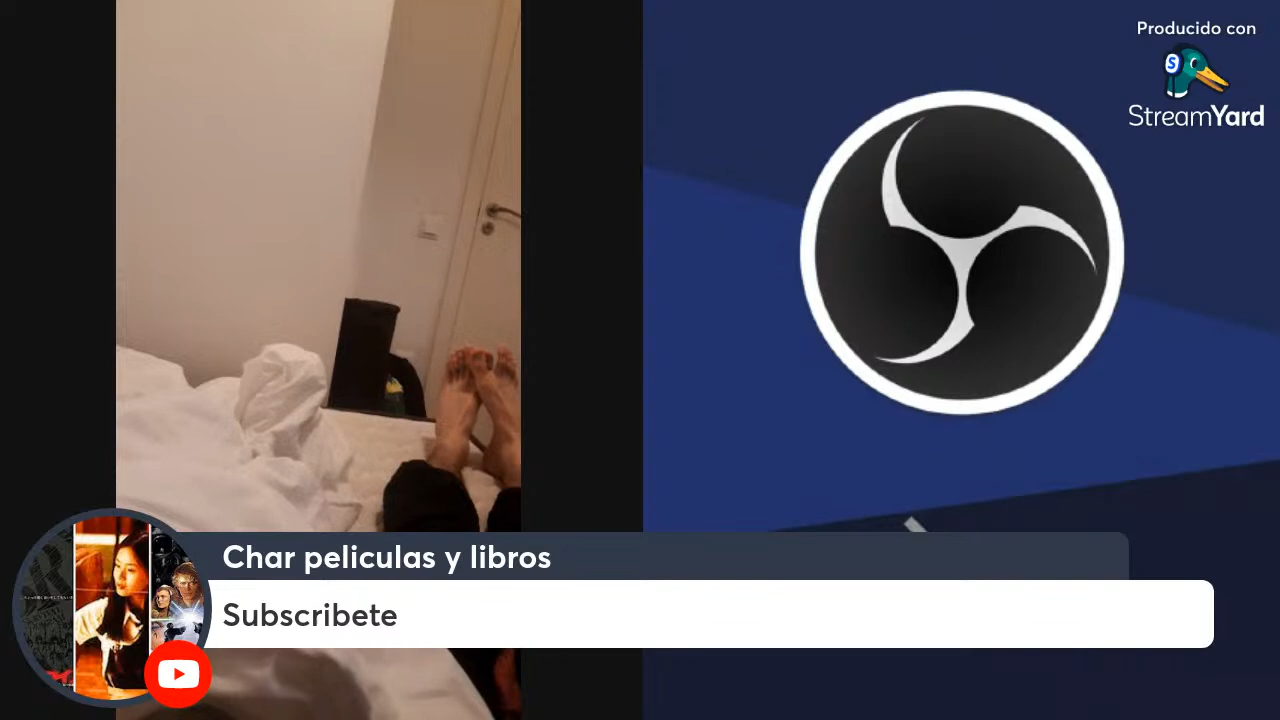 Producido con
StreamYard
Char peliculas y libros
Subscribete